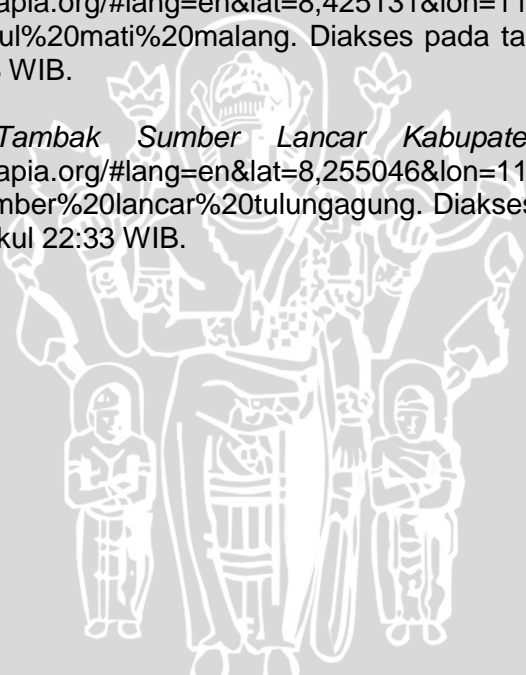 apia.org/#lang=en&lat=8,425131&lon=11
ul%20mati%20malang. Diakses pada ta
WIB.
Tambak Sumber Lancar Kabupate
apia.org/#lang=en&lat=8,255046&lon=11
mber%20lancar%20tulungagung. Diakses
kul 22:33 WIB.